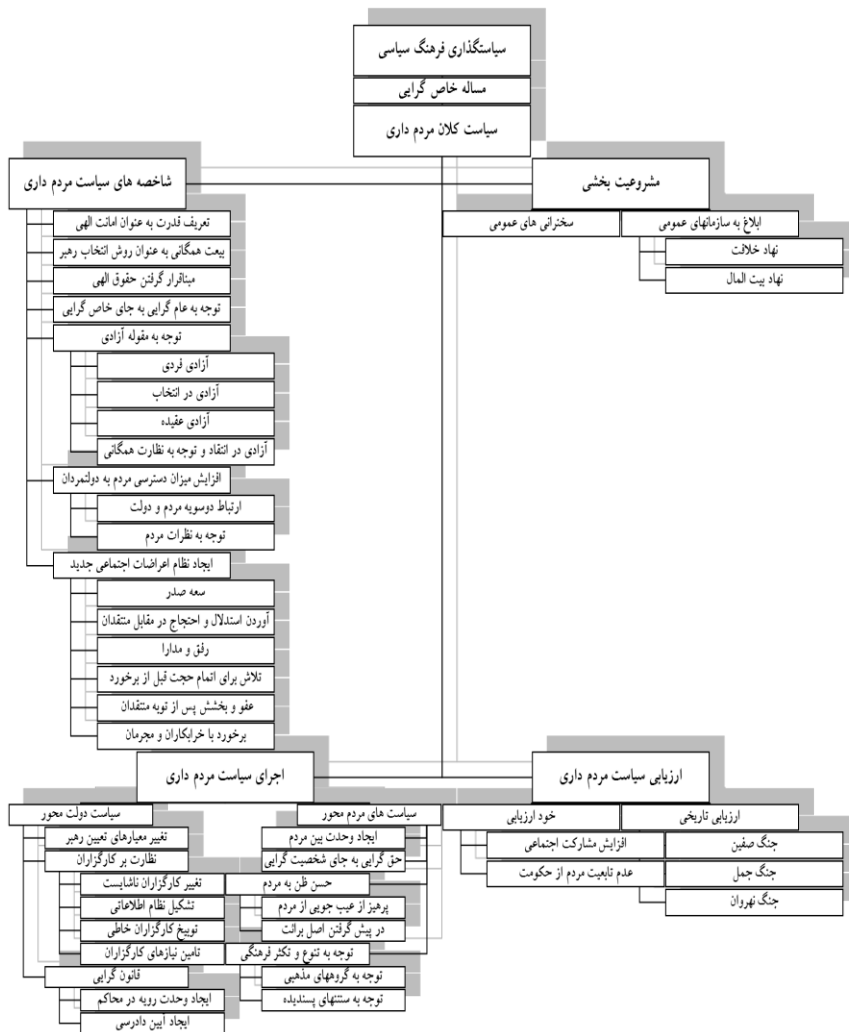 سیاستگذاری فرهنگ سیاسی
مساله خاص گرایی
سیاست کلان مردم داری
مشروعیت بخشی
ابلاغ به سازمانهای عمومی
نهاد خلافت
نهاد بیت المال
سخنرانی های عمومی
شاخصه های سیاست مردم داری
تعریف قدرت به عنوان امانت الهی
بیعت همگانی به عنوان روش انتخاب رهبر
مبناقرار گرفتن حقوق الهی
توجه به عام گرایی به جای خاص گرایی
توجه به مقوله آزادی
آزادی فردی
آزادی در انتخاب
آزادی عقیده
آزادی در انتقاد و توجه به نظارت همگانی
افزایش میزان دسترسی مردم به دولتمردان
ارتباط دوسویه مردم و دولت
توجه به نظرات مردم
ایجاد نظام اعراضات اجتماعی جدید
سعه صدر
آوردن استدلال و احتجاج در مقابل منتقدان
رفق و مدارا
تلاش برای اتمام حجت قبل از برخورد
عفو و بخشش پس از توبه منتقدان
برخورد با خرابکاران و مجرمان
ارزیابی سیاست مردم داری
ارزیابی تاریخی
جنگ صفین
جنگ جمل
جنگ نهروان
خود ارزیابی
افزایش مشارکت اجتماعی
عدم تابعیت مردم از حکومت
اجرای سیاست مردم داری
سیاست های مردم محور
ایجاد وحدت بین مردم
حق گرایی به جای شخصیت گرایی
حسن ظن به مردم
پرهیز از عیب جویی از مردم
در پیش گرفتن اصل برائت
توجه به تنوع و تکثر فرهنگی
توجه به گروههای مذهبی
توجه به سنتهای پسندیده
سیاست دولت محور
تغییر معیارهای تعیین رهبر
نظارت بر کارگزاران
تغییر کارگزاران ناشایست
تشکیل نظام اطلاعاتی
توبیخ کارگزاران خاطی
تامین نیازهای کارگزاران
قانون گرایی
ایجاد وحدت رویه در محاکم
ایجاد آیین دادرسی